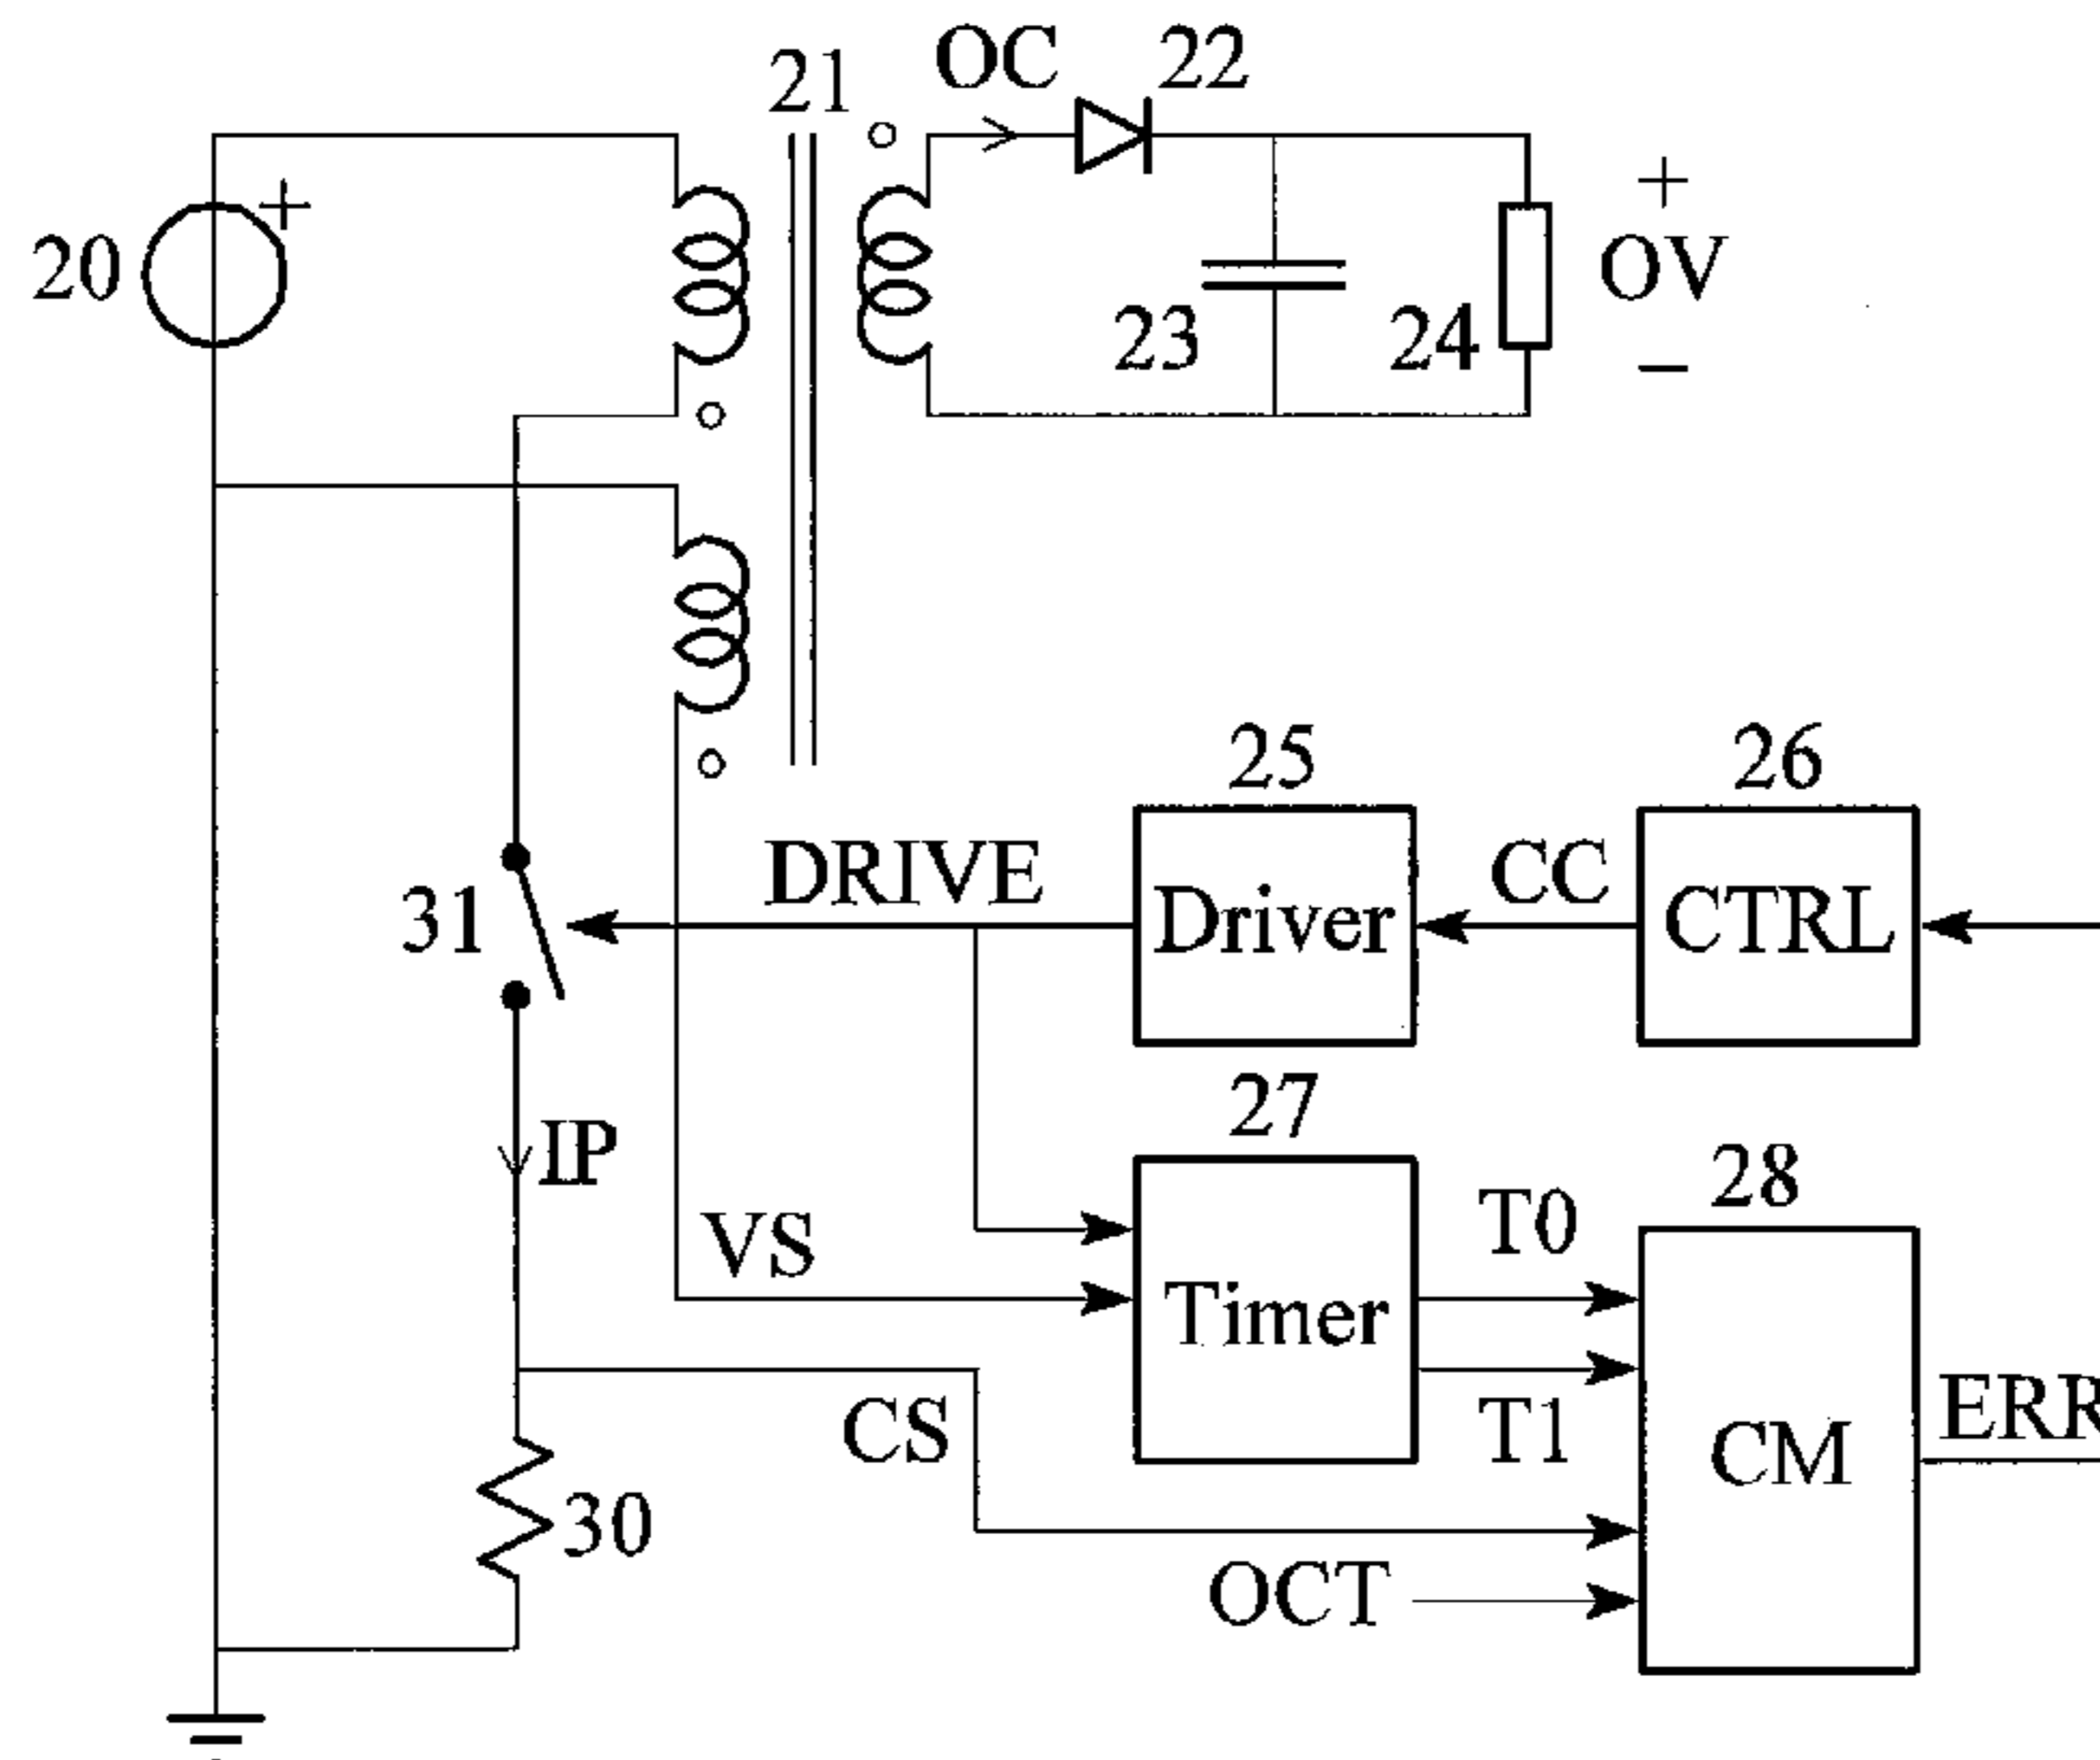 OC 22
21
+
+
20
OV
23 24
−
25 26
DRIVE CC
31 Driver CTRL
27
IP 28
T0
VS
Timer
T1 ERR
CS CM
30
OCT